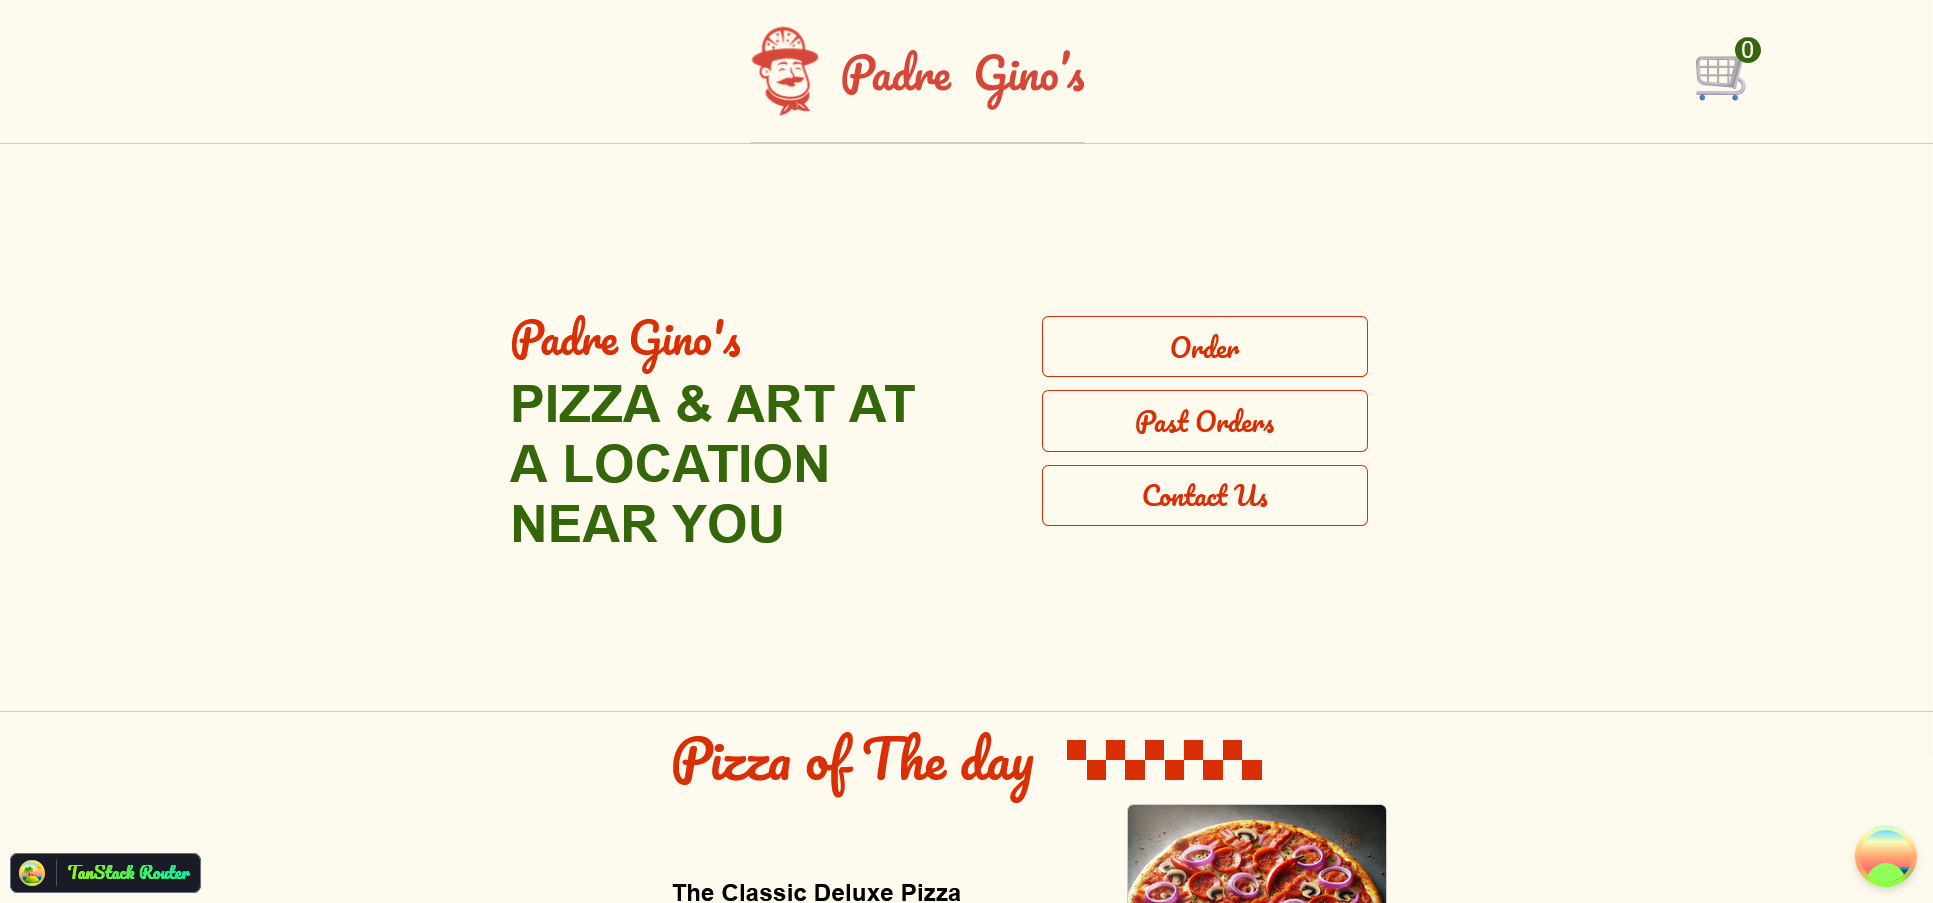 Padre Gino's
0
Padre Gino's
PIZZA & ART AT
A LOCATION
NEAR YOU
Order
Past Orders
Contact Us
Pizza of The day
The Classic Deluxe Pizza
TanStack Router